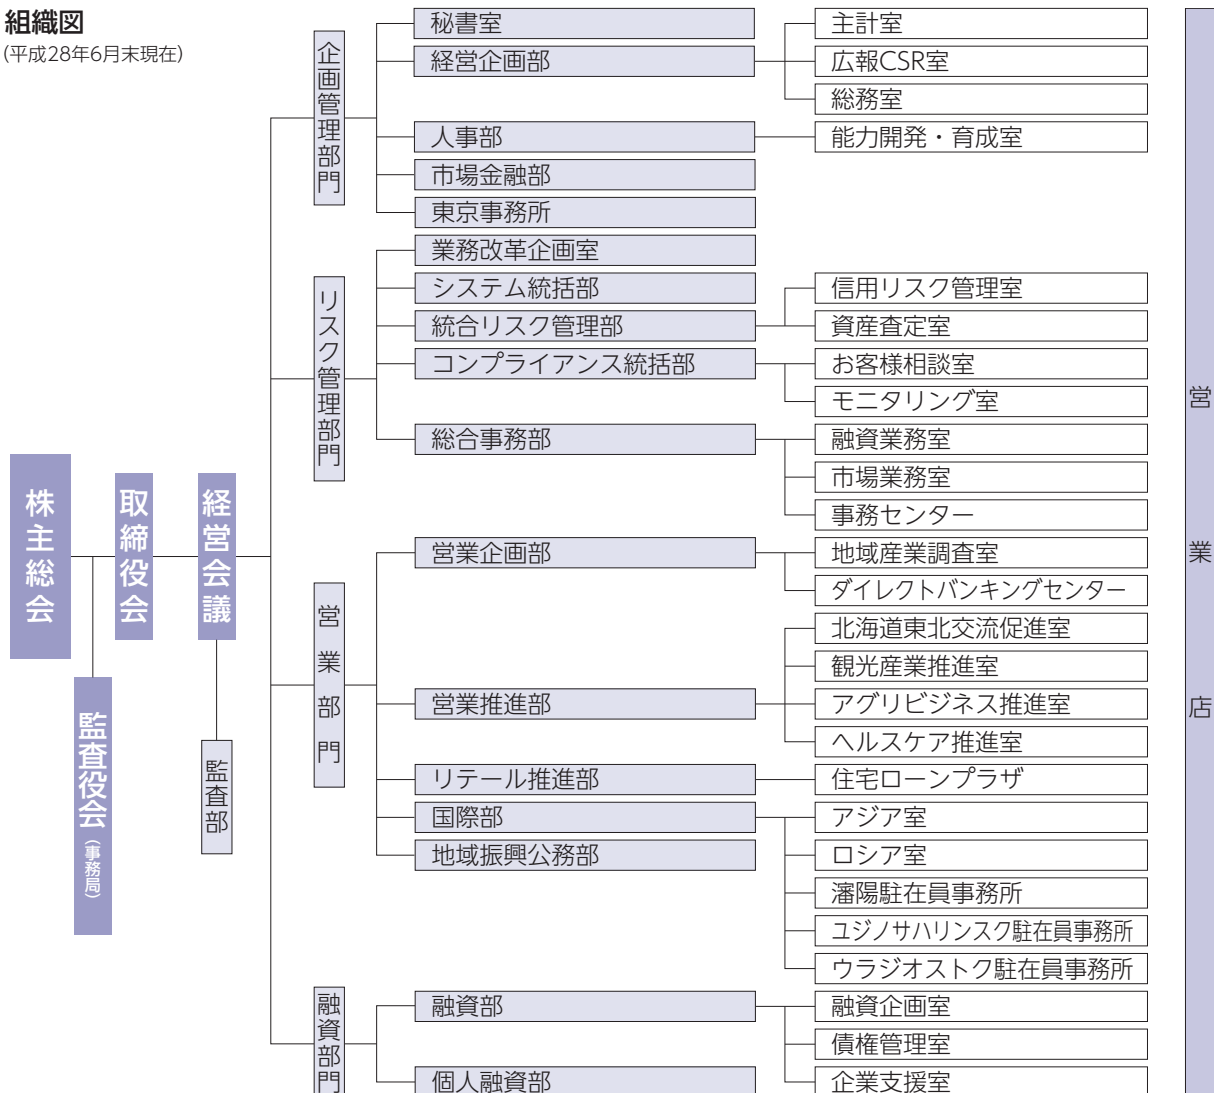 組織図
(平成28年6月末現在)
株主総会
監査役会(事務局)
取締役会
経営会議
監査部
企画管理部門
秘書室
経営企画部
主計室
広報CSR室
総務室
人事部
能力開発・育成室
市場金融部
東京事務所
リスク管理部門
業務改革企画室
システム統括部
統合リスク管理部
信用リスク管理室
資産査定室
コンプライアンス統括部
お客様相談室
モニタリング室
総合事務部
融資業務室
市場業務室
事務センター
営業部門
営業企画部
地域産業調査室
ダイレクトバンキングセンター
営業推進部
北海道東北交流促進室
観光産業推進室
アグリビジネス推進室
ヘルスケア推進室
リテール推進部
住宅ローンプラザ
国際部
アジア室
ロシア室
瀋陽駐在員事務所
ユジノサハリンスク駐在員事務所
ウラジオストク駐在員事務所
地域振興公務部
融資部門
融資部
融資企画室
債権管理室
企業支援室
個人融資部
営業店